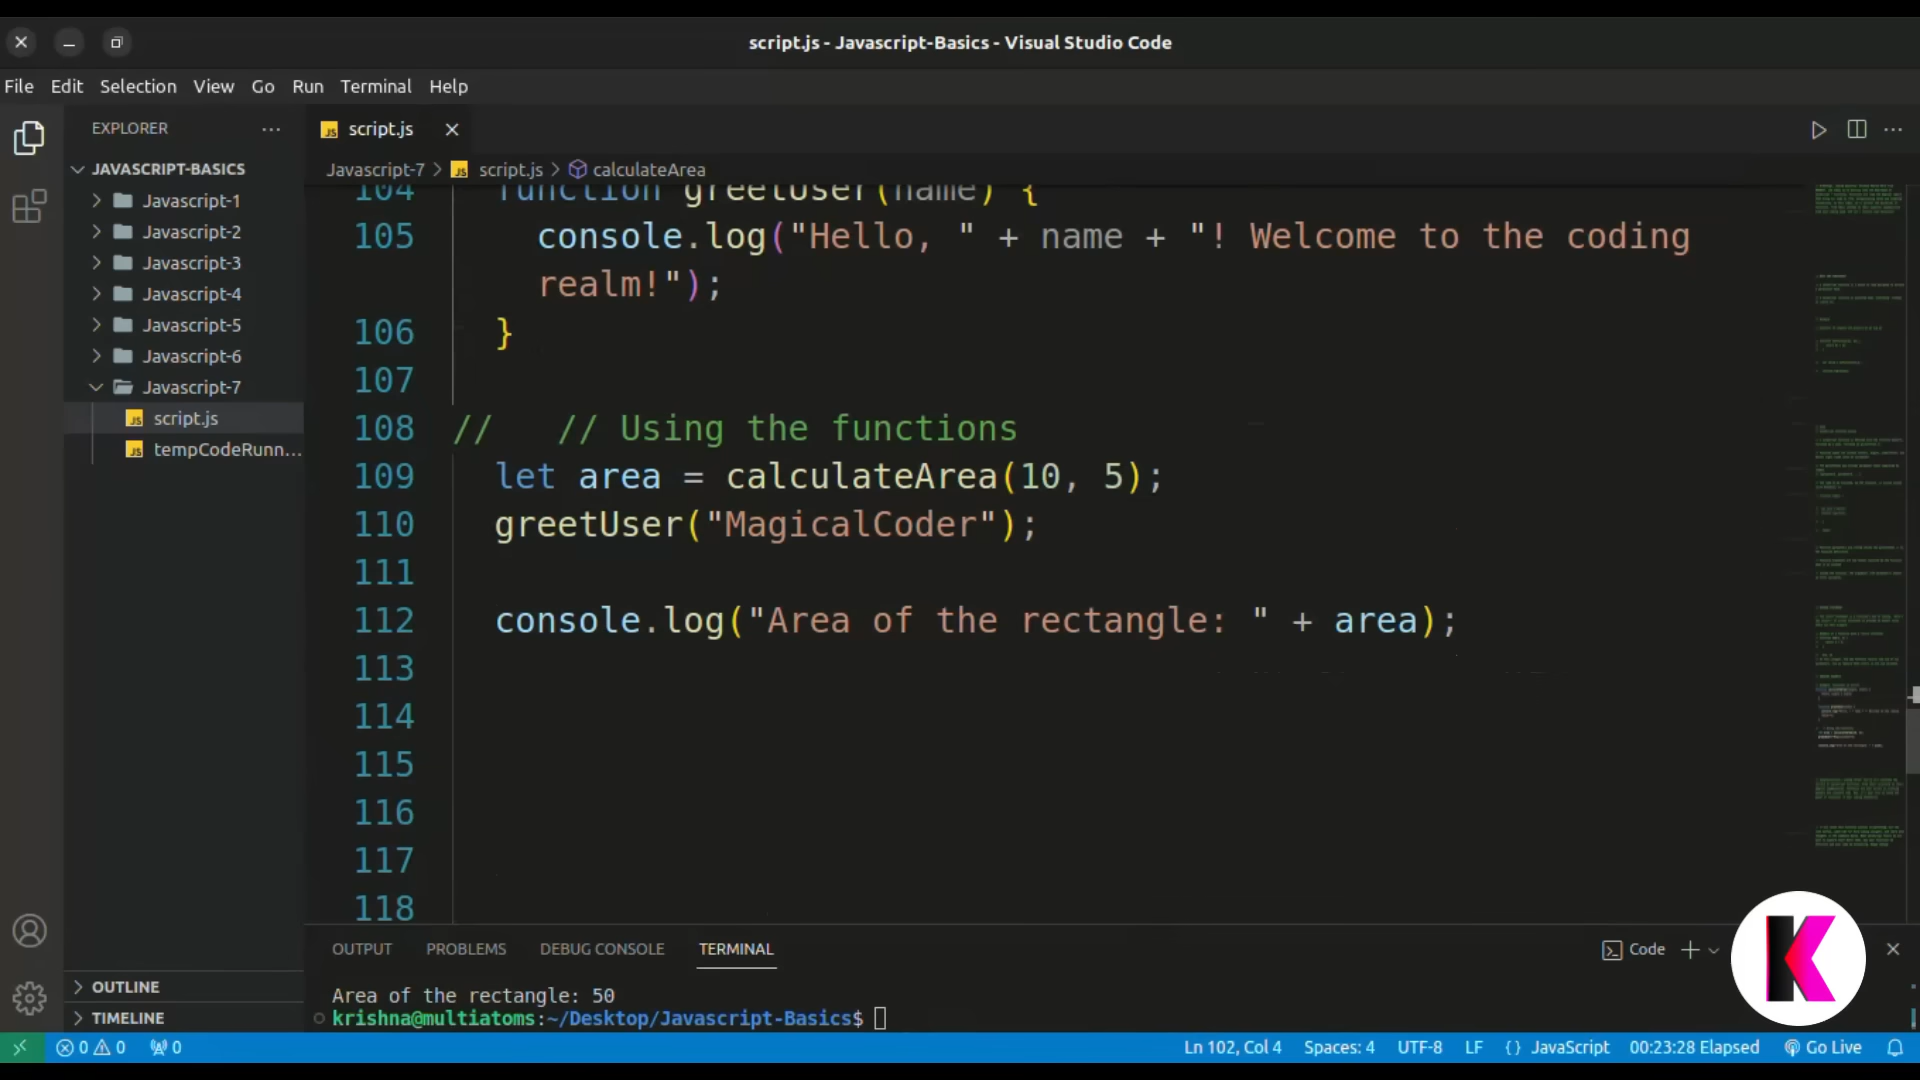 script.js - Javascript-Basics - Visual Studio Code
File Edit Selection View Go Run Terminal Help
EXPLORER
script.js
JAVASCRIPT-BASICS
Javascript-7 > script.js > calculateArea
Javascript-1
Javascript-2
Javascript-3
Javascript-4
Javascript-5
Javascript-6
Javascript-7
script.js
tempCodeRunn...
104 function greetUser(name) {
105 console.log("Hello, " + name + "! Welcome to the coding
realm!");
106 }
107
108 // // Using the functions
109 let area = calculateArea(10, 5);
110 greetUser("MagicalCoder");
111
112 console.log("Area of the rectangle: " + area);
113
114
115
116
117
118
OUTPUT PROBLEMS DEBUG CONSOLE TERMINAL Code
Area of the rectangle: 50
krishna@multiatoms:~/Desktop/Javascript-Basics$
OUTLINE
TIMELINE
K
0 0 0 Ln 102, Col 4 Spaces: 4 UTF-8 LF {} JavaScript 00:23:28 Elapsed Go Live